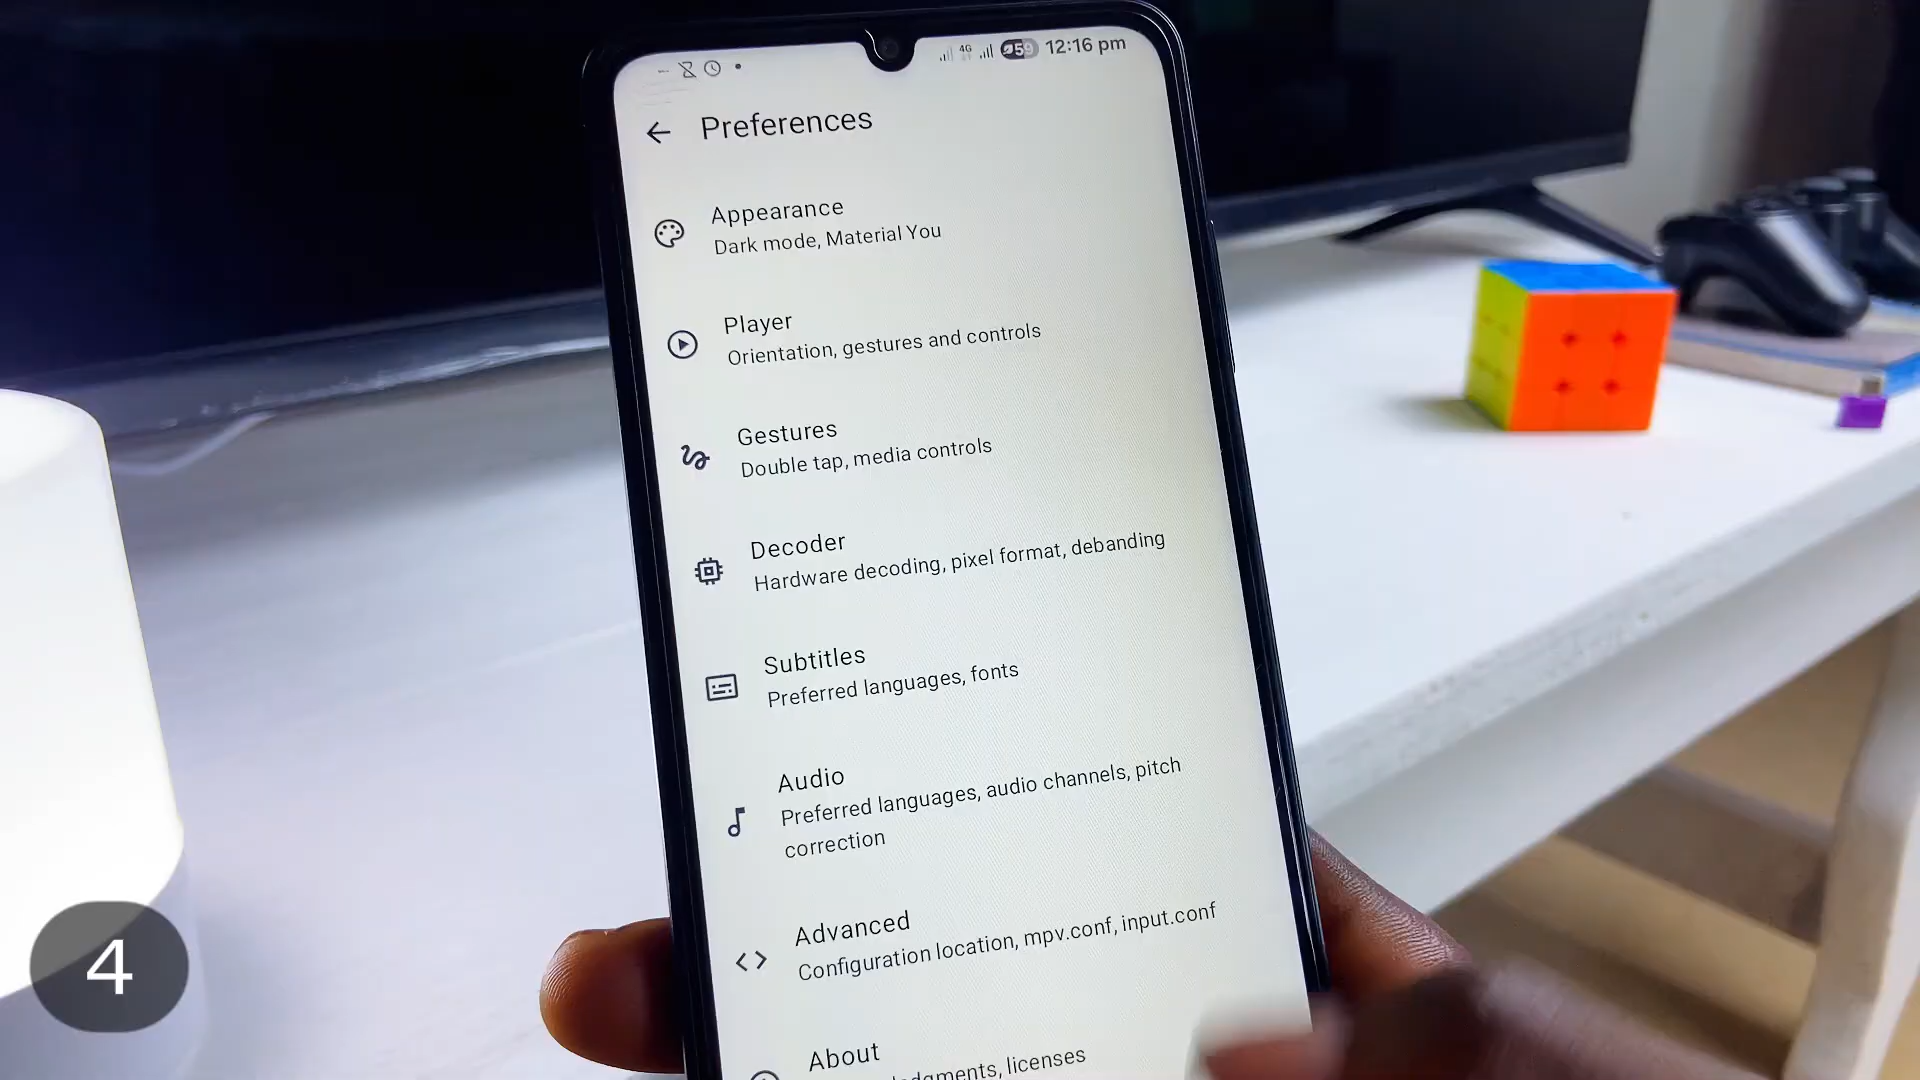 4G 59 12:16 pm
Preferences
Appearance
Dark mode, Material You
Player
Orientation, gestures and controls
Gestures
Double tap, media controls
Decoder
Hardware decoding, pixel format, debanding
Subtitles
Preferred languages, fonts
Audio
Preferred languages, audio channels, pitch
correction
Advanced
Configuration location, mpv.conf, input.conf
About
licenses
4